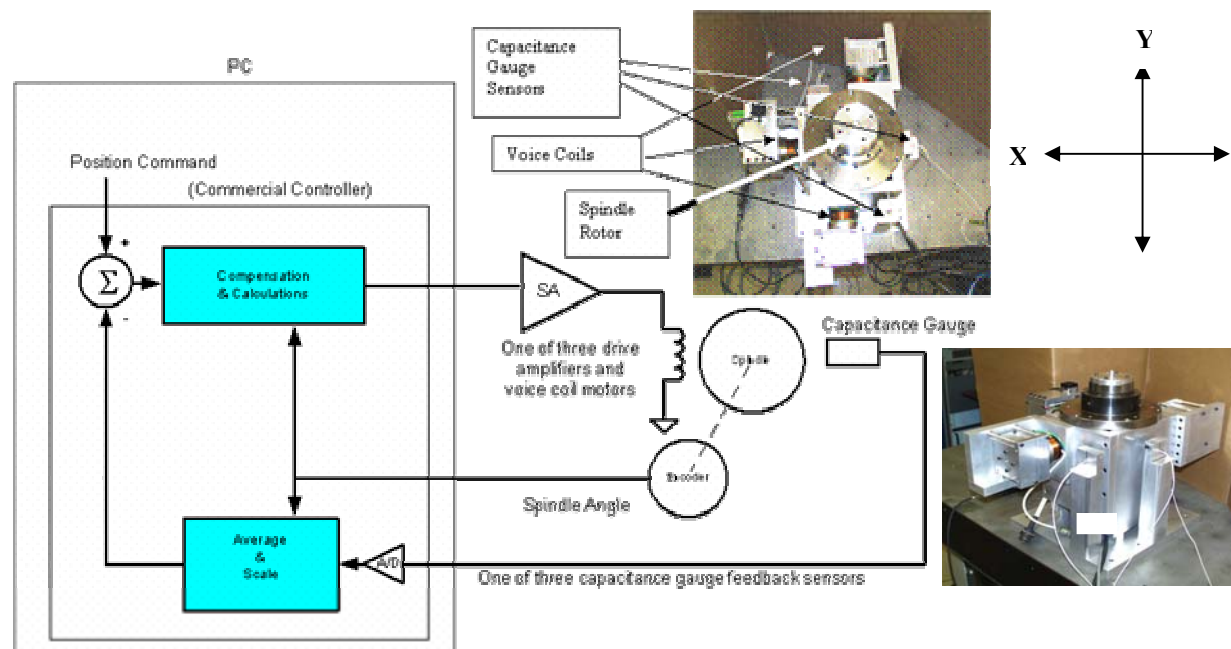 PC
Position Command
(Commercial Controller)
+
Σ
-
Compensation
& Calculations
Average
&
Scale
A/D
SA
One of three drive
amplifiers and
voice coil motors
Spindle
Encoder
Spindle Angle
Capacitance Gauge
One of three capacitance gauge feedback sensors
Capacitance
Gauge
Sensors
Voice Coils
Spindle
Rotor
Y
X